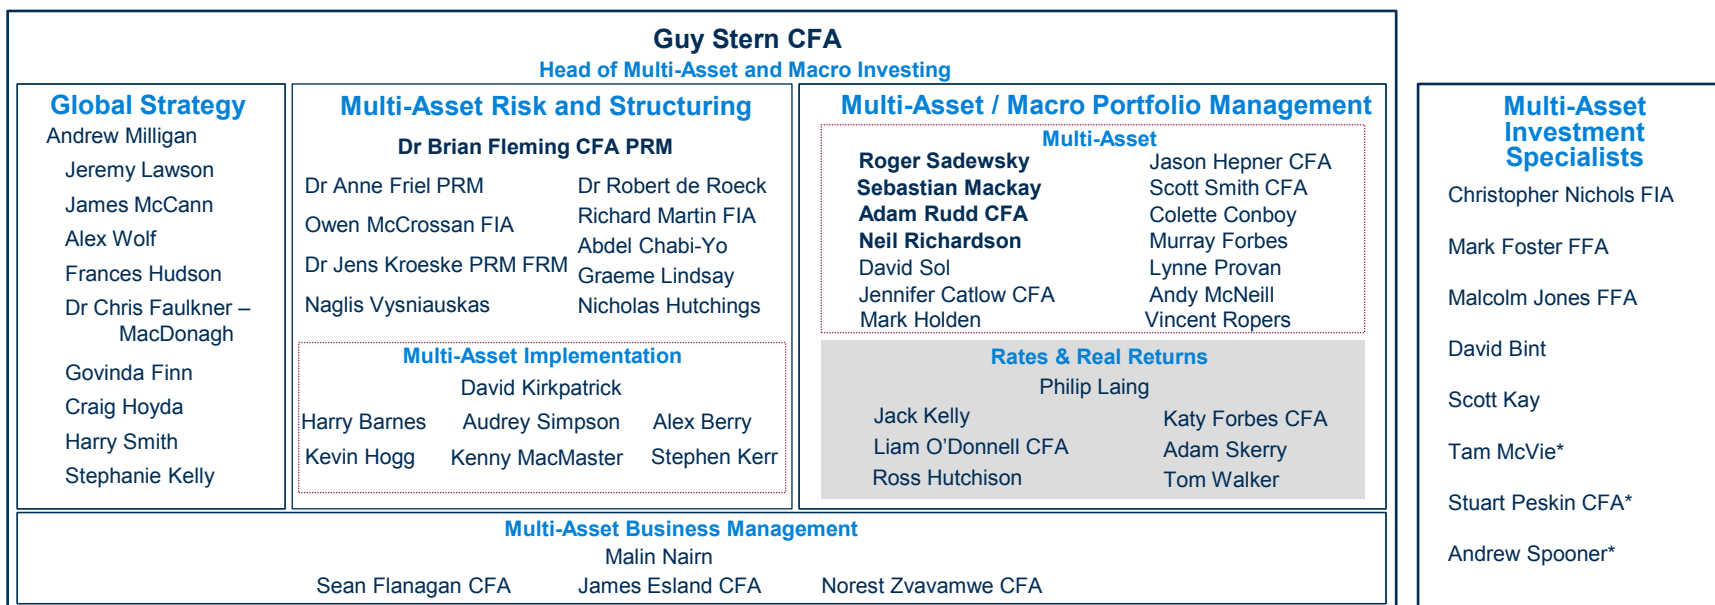 Guy Stern CFA
Head of Multi-Asset and Macro Investing
Global Strategy
Andrew Milligan
Jeremy Lawson
James McCann
Alex Wolf
Frances Hudson
Dr Chris Faulkner –
MacDonagh
Govinda Finn
Craig Hoyda
Harry Smith
Stephanie Kelly
Multi-Asset Risk and Structuring
Dr Brian Fleming CFA PRM
Dr Anne Friel PRM
Owen McCrossan FIA
Dr Jens Kroeske PRM FRM
Naglis Vysniauskas
Dr Robert de Roeck
Richard Martin FIA
Abdel Chabi-Yo
Graeme Lindsay
Nicholas Hutchings
Multi-Asset Implementation
David Kirkpatrick
Harry Barnes Audrey Simpson Alex Berry
Kevin Hogg Kenny MacMaster Stephen Kerr
Multi-Asset / Macro Portfolio Management
Multi-Asset
Roger Sadewsky
Sebastian Mackay
Adam Rudd CFA
Neil Richardson
David Sol
Jennifer Catlow CFA
Mark Holden
Jason Hepner CFA
Scott Smith CFA
Colette Conboy
Murray Forbes
Lynne Provan
Andy McNeill
Vincent Ropers
Rates & Real Returns
Philip Laing
Jack Kelly
Liam O’Donnell CFA
Ross Hutchison
Katy Forbes CFA
Adam Skerry
Tom Walker
Multi-Asset Business Management
Malin Nairn
Sean Flanagan CFA James Esland CFA Norest Zvavamwe CFA
Multi-Asset
Investment
Specialists
Christopher Nichols FIA
Mark Foster FFA
Malcolm Jones FFA
David Bint
Scott Kay
Tam McVie*
Stuart Peskin CFA*
Andrew Spooner*